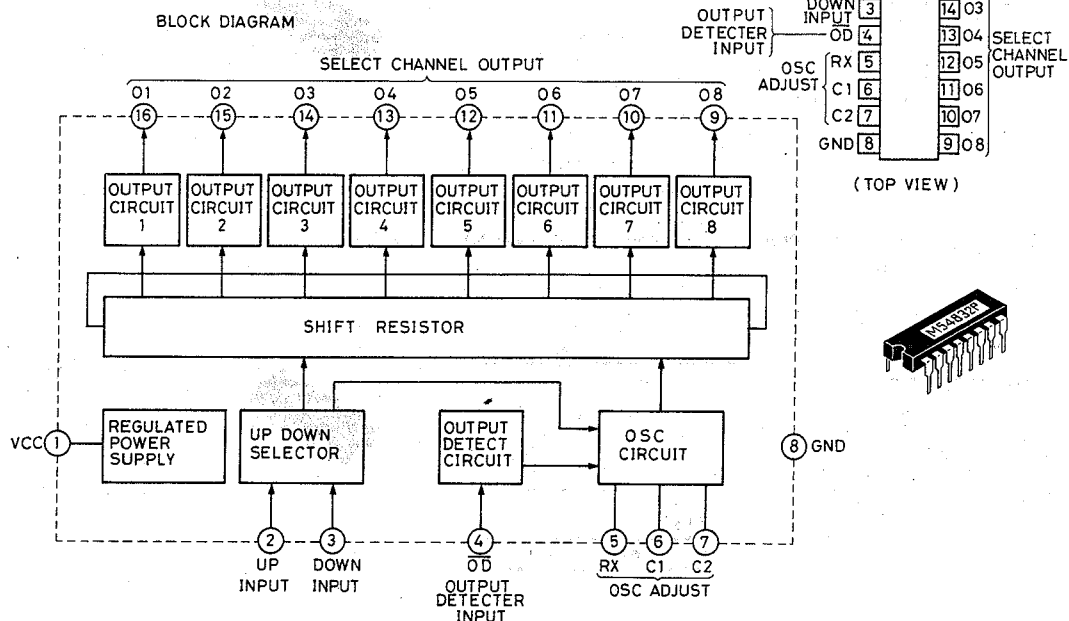 BLOCK DIAGRAM
SELECT CHANNEL OUTPUT
O1 O2 O3 O4 O5 O6 O7 O8
16 15 14 13 12 11 10 9
OUTPUT CIRCUIT 1
OUTPUT CIRCUIT 2
OUTPUT CIRCUIT 3
OUTPUT CIRCUIT 4
OUTPUT CIRCUIT 5
OUTPUT CIRCUIT 6
OUTPUT CIRCUIT 7
OUTPUT CIRCUIT 8
SHIFT RESISTOR
VCC 1
REGULATED
POWER
SUPPLY
UP DOWN
SELECTOR
OUTPUT
DETECT
CIRCUIT
OSC
CIRCUIT
8 GND
2 3 4 5 6 7
UP
INPUT
DOWN
INPUT
OD
OUTPUT
DETECTER
INPUT
RX C1 C2
OSC ADJUST
DOWN
INPUT
3
14 O3
OUTPUT
DETECTER
INPUT
OD 4
13 O4
OSC
ADJUST
RX 5
12 O5
C1 6
11 O6
C2 7
10 O7
GND 8
9 O8
SELECT
CHANNEL
OUTPUT
(TOP VIEW)
M54832P